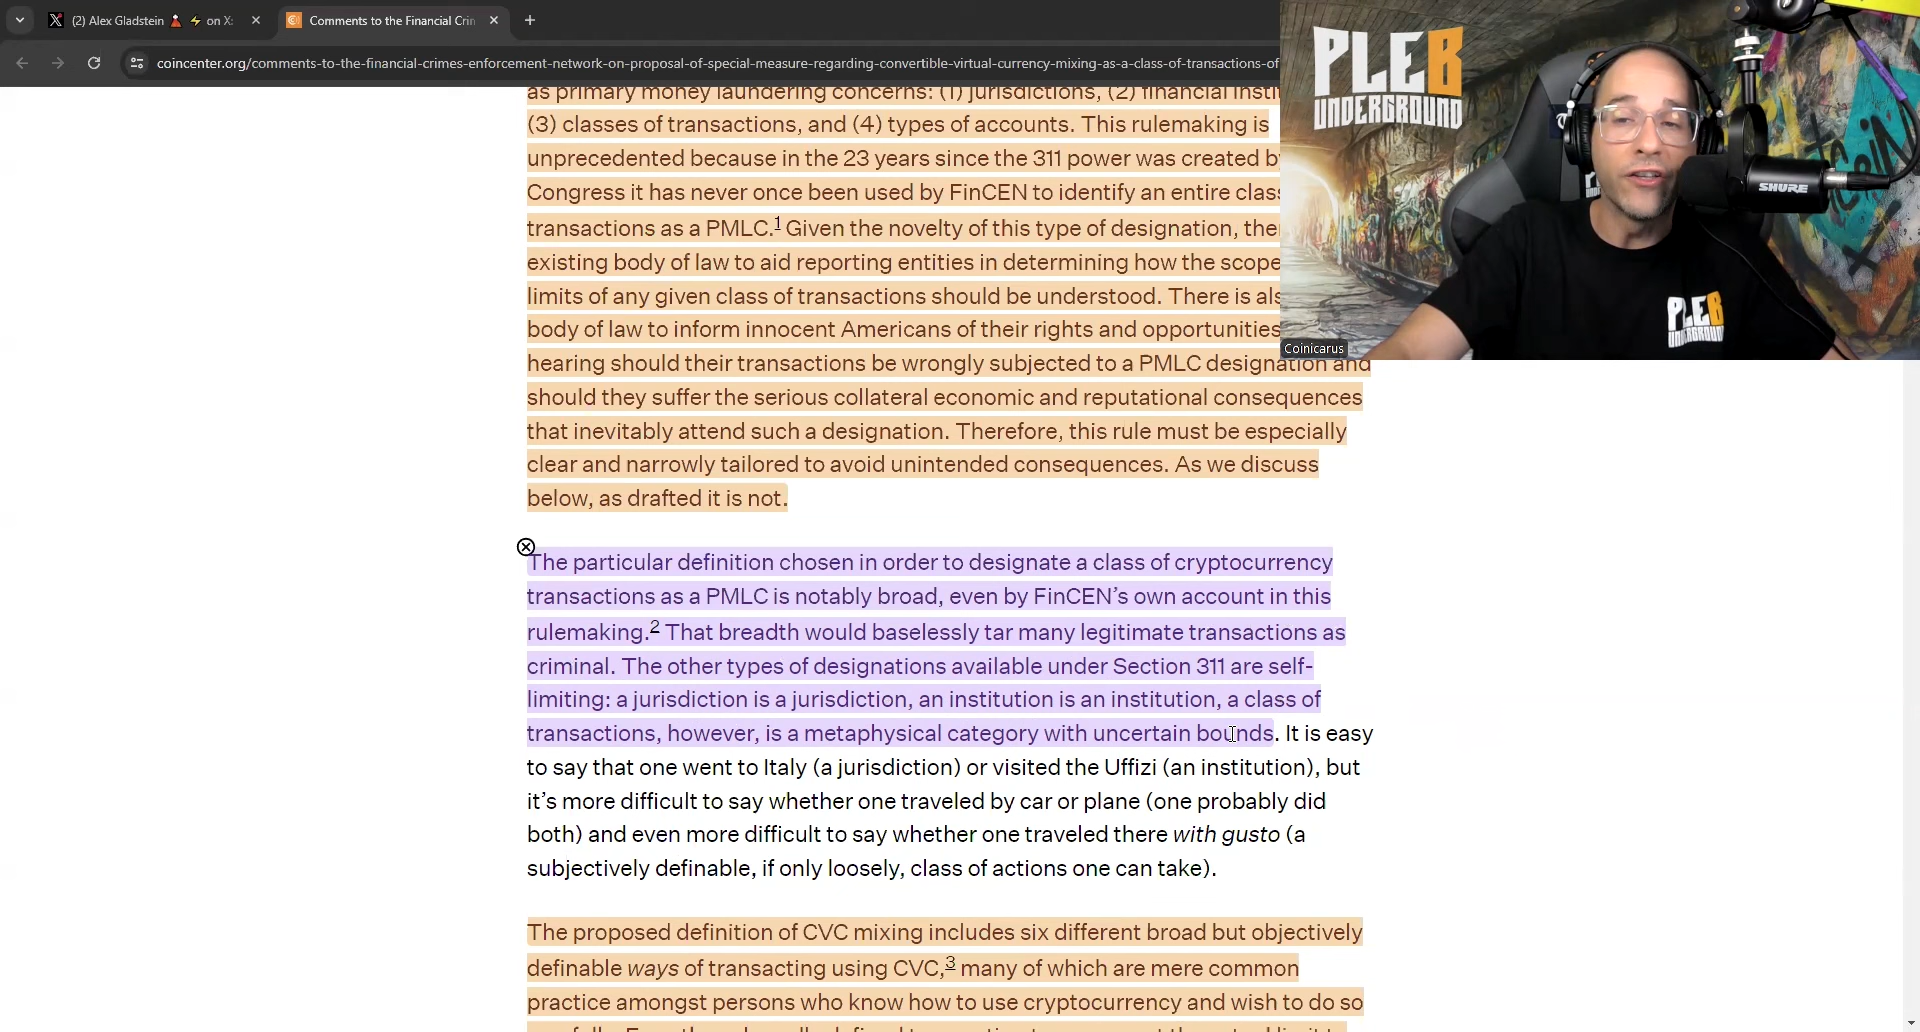 (2) Alex Gladstein ♟️ ⚡ on X:
Comments to the Financial Crin
coincenter.org/comments-to-the-financial-crimes-enforcement-network-on-proposal-of-special-measure-regarding-convertible-virtual-currency-mixing-as-a-class-of-transactions-of
PLEB
UNDERGROUND
SHURE
PLEB
UNDERGROUND
Coinicarus
as primary money laundering concerns: (1) jurisdictions, (2) financial instit
(3) classes of transactions, and (4) types of accounts. This rulemaking is
unprecedented because in the 23 years since the 311 power was created by
Congress it has never once been used by FinCEN to identify an entire class
transactions as a PMLC.1 Given the novelty of this type of designation, the
existing body of law to aid reporting entities in determining how the scope
limits of any given class of transactions should be understood. There is als
body of law to inform innocent Americans of their rights and opportunities
hearing should their transactions be wrongly subjected to a PMLC designation and
should they suffer the serious collateral economic and reputational consequences
that inevitably attend such a designation. Therefore, this rule must be especially
clear and narrowly tailored to avoid unintended consequences. As we discuss
below, as drafted it is not.
The particular definition chosen in order to designate a class of cryptocurrency
transactions as a PMLC is notably broad, even by FinCEN’s own account in this
rulemaking.2 That breadth would baselessly tar many legitimate transactions as
criminal. The other types of designations available under Section 311 are self-
limiting: a jurisdiction is a jurisdiction, an institution is an institution, a class of
transactions, however, is a metaphysical category with uncertain bounds. It is easy
to say that one went to Italy (a jurisdiction) or visited the Uffizi (an institution), but
it’s more difficult to say whether one traveled by car or plane (one probably did
both) and even more difficult to say whether one traveled there with gusto (a
subjectively definable, if only loosely, class of actions one can take).
The proposed definition of CVC mixing includes six different broad but objectively
definable ways of transacting using CVC,3 many of which are mere common
practice amongst persons who know how to use cryptocurrency and wish to do so